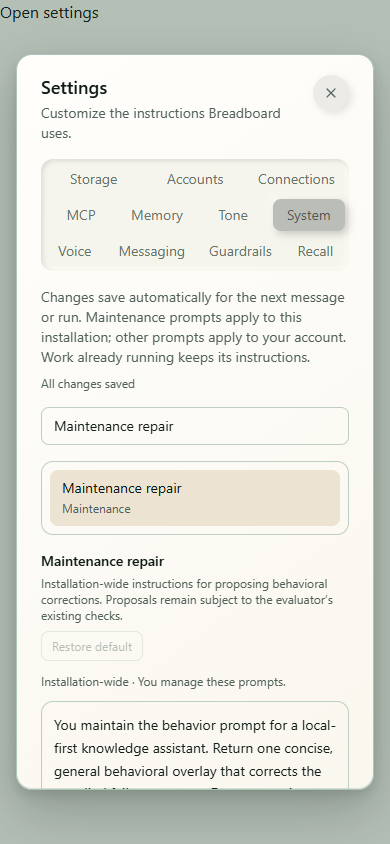 Open settings
Settings
Customize the instructions Breadboard
uses.
Storage Accounts Connections
MCP Memory Tone System
Voice Messaging Guardrails Recall
Changes save automatically for the next message
or run. Maintenance prompts apply to this
installation; other prompts apply to your account.
Work already running keeps its instructions.
All changes saved
Maintenance repair
Maintenance repair
Maintenance
Maintenance repair
Installation-wide instructions for proposing behavioral
corrections. Proposals remain subject to the evaluator's
existing checks.
Restore default
Installation-wide · You manage these prompts.
You maintain the behavior prompt for a local-
first knowledge assistant. Return one concise,
general behavioral overlay that corrects the